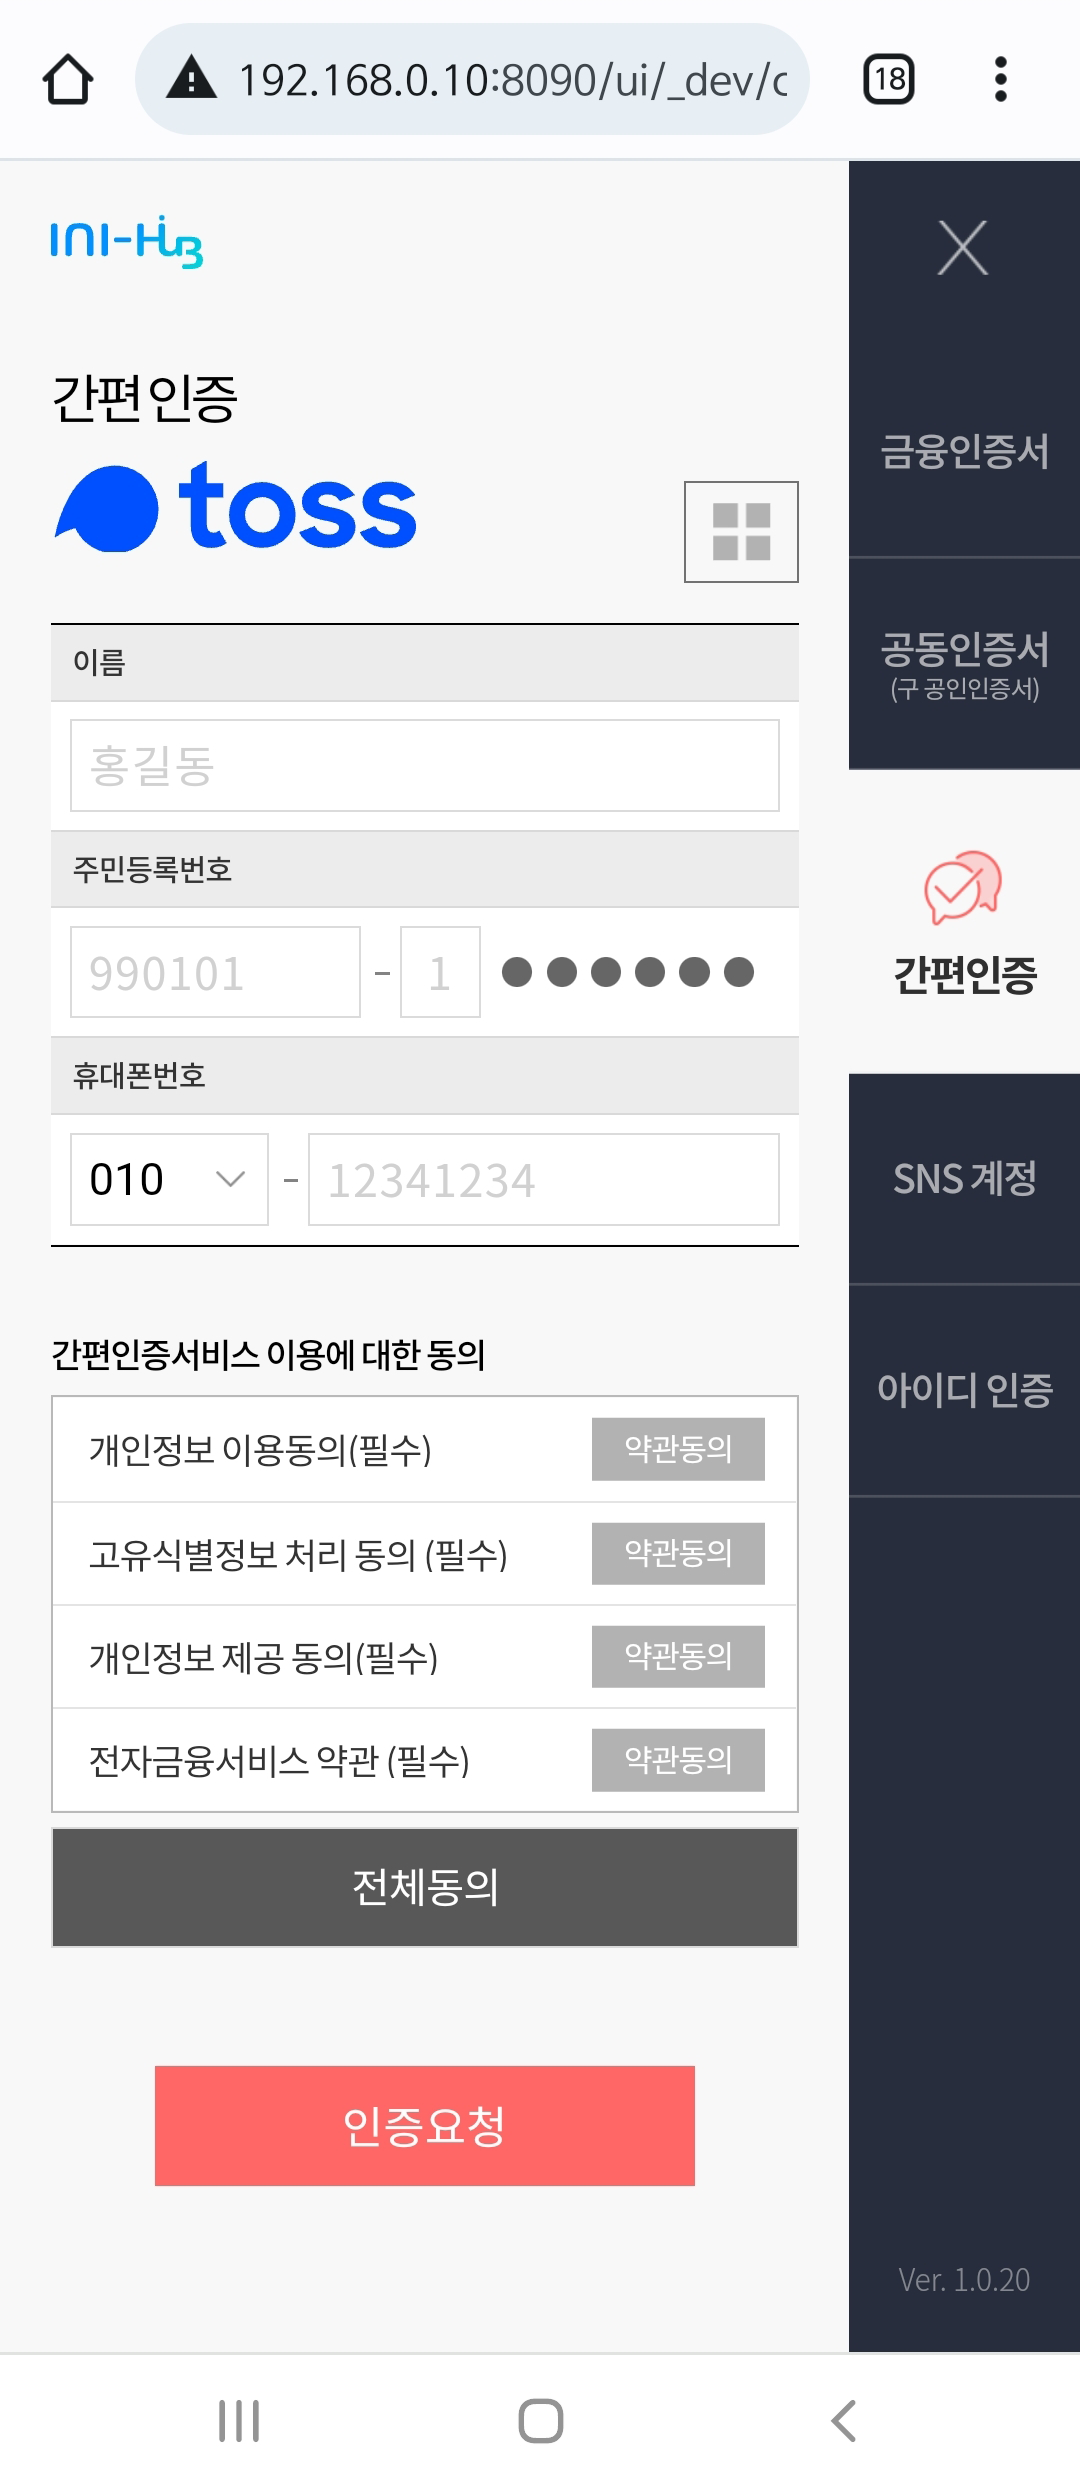 192.168.0.10:8090/ui/_dev/c
18
INI-HUB
간편 인증
toss
이름
홍길동
주민등록번호
990101 - 1 ●●●●●●
휴대폰번호
010 - 12341234
간편인증서비스 이용에 대한 동의
개인정보 이용동의(필수) 약관동의
고유식별정보 처리 동의 (필수) 약관동의
개인정보 제공 동의(필수) 약관동의
전자금융서비스 약관 (필수) 약관동의
전체동의
인증요청
금융인증서
공동인증서
(구 공인인증서)
간편인증
SNS 계정
아이디 인증
Ver. 1.0.20